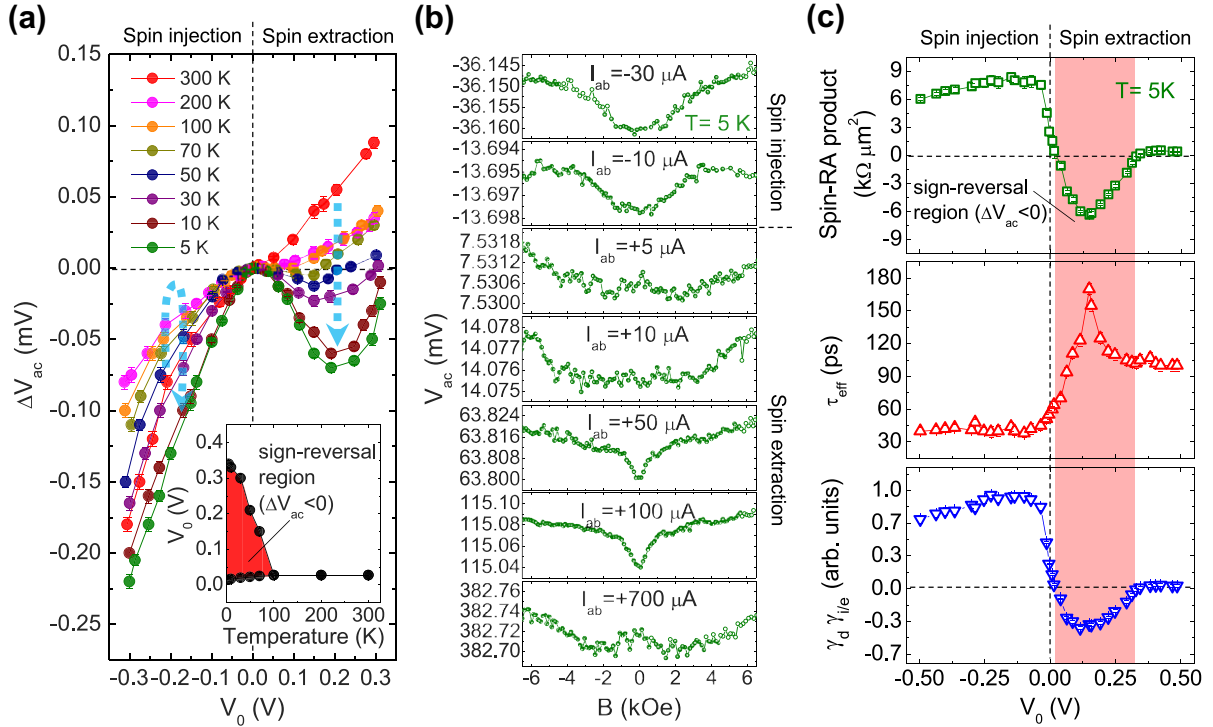 (a)
Spin injection
Spin extraction
0.15
0.10
0.05
0.00
-0.05
-0.10
-0.15
-0.20
-0.25
ΔV_ac (mV)
300 K
200 K
100 K
70 K
50 K
30 K
10 K
5 K
-0.3 -0.2 -0.1 0.0 0.1 0.2 0.3
V_0 (V)
0.4
0.3
0.2
0.1
0.0
V_0 (V)
sign-reversal
region
(ΔV_ac<0)
0 100 200 300
Temperature (K)
(b)
-36.145
-36.150
-36.155
-36.160
I_ab=-30 μA
T= 5 K
-13.694
-13.695
-13.697
-13.698
I_ab=-10 μA
7.5318
7.5312
7.5306
7.5300
I_ab=+5 μA
14.078
14.077
14.076
14.075
I_ab=+10 μA
63.824
63.816
63.808
63.800
I_ab=+50 μA
115.10
115.08
115.06
115.04
I_ab=+100 μA
382.76
382.74
382.72
382.70
I_ab=+700 μA
V_ac (mV)
Spin injection
Spin extraction
-6 -4 -2 0 2 4 6
B (kOe)
(c)
Spin injection
Spin extraction
9
6
3
0
-3
-6
-9
Spin-RA product
(kΩ μm²)
T= 5K
sign-reversal
region (ΔV_ac<0)
180
150
120
90
60
30
τ_eff (ps)
1.0
0.7
0.3
0.0
-0.3
-0.7
γ_d γ_i/e (arb. units)
-0.50 -0.25 0.00 0.25 0.50
V_0 (V)